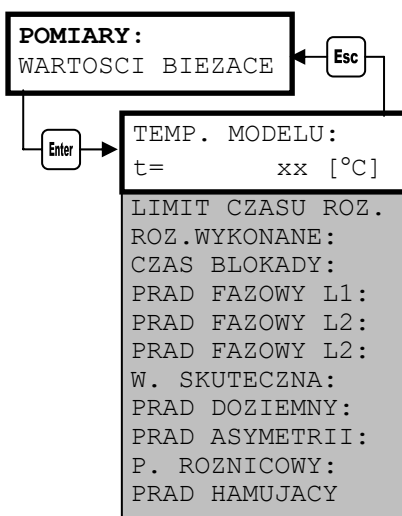 POMIARY:
WARTOSCI BIEZACE
Esc
Enter
TEMP. MODELU:
t= xx [°C]
LIMIT CZASU ROZ.
ROZ.WYKONANE:
CZAS BLOKADY:
PRAD FAZOWY L1:
PRAD FAZOWY L2:
PRAD FAZOWY L2:
W. SKUTECZNA:
PRAD DOZIEMNY:
PRAD ASYMETRII:
P. ROZNICOWY:
PRAD HAMUJACY